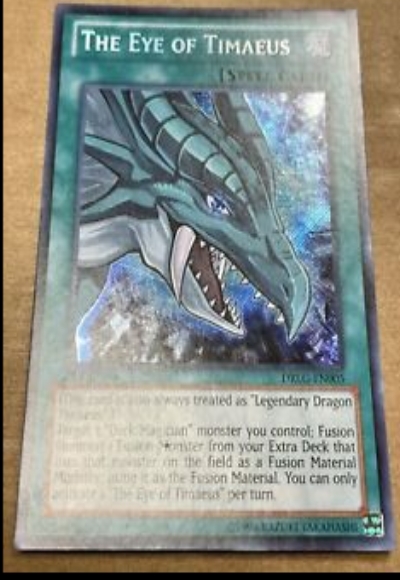 THE EYE OF TIMAEUS
[SPELL CARD]
DRLG-EN005
(This card is also always treated as "Legendary Dragon
Target 1 "Dark Magician" monster you control; Fusion
Summon 1 Fusion Monster from your Extra Deck that
lists that monster on the field as a Fusion Material
using it as the Fusion Material. You can only
activate 1 "The Eye of Timaeus" per turn.
KAZUKI TAKAHASHI